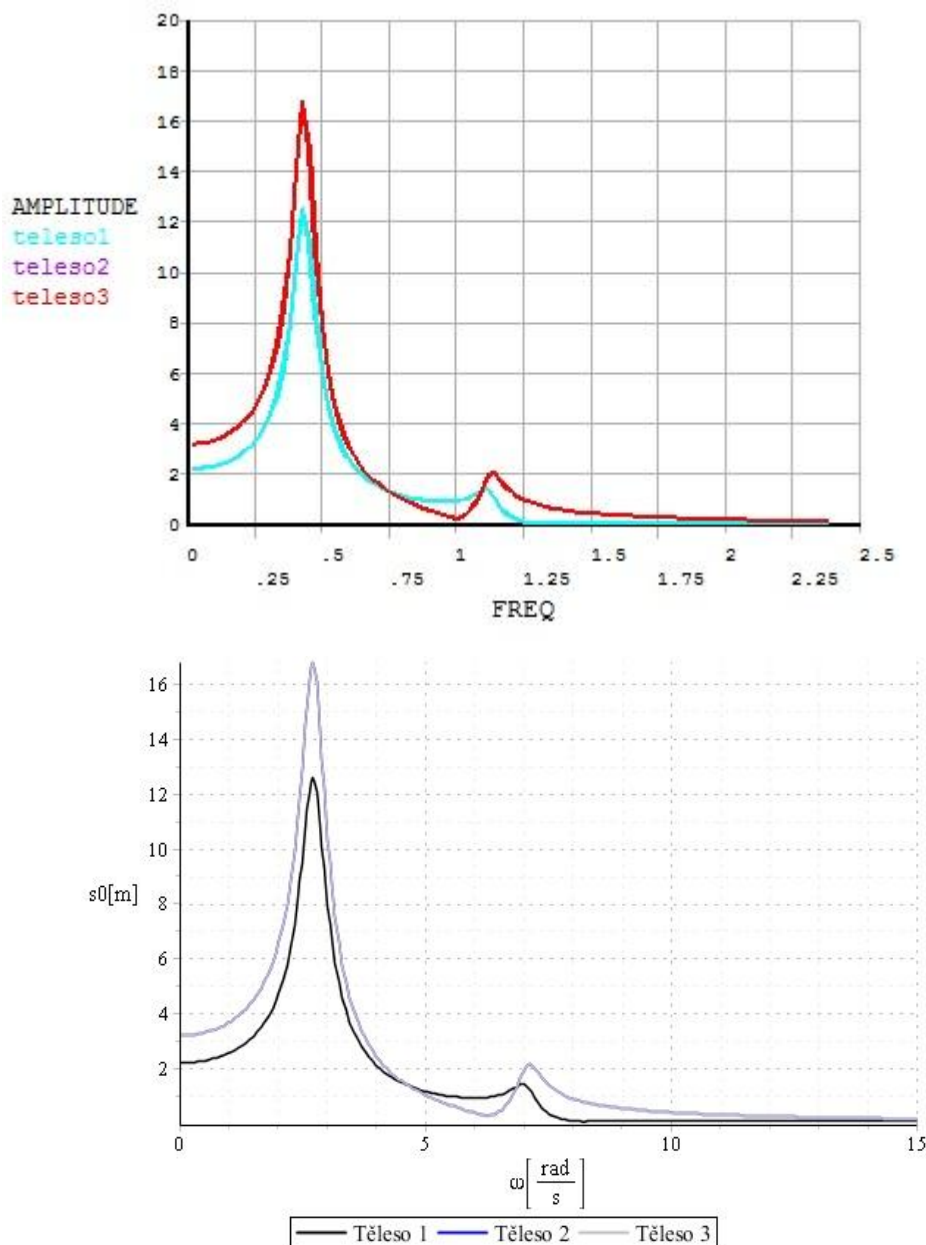 20
18
16
14
AMPLITUDE 12
teleso1
teleso2 10
teleso3
8
6
4
2
0
0 .5 1 1.5 2 2.5
.25 .75 1.25 1.75 2.25
FREQ
16
14
12
10
s0[m]
8
6
4
2
0 5 10 15
ω[rad/s]
Těleso 1 Těleso 2 Těleso 3